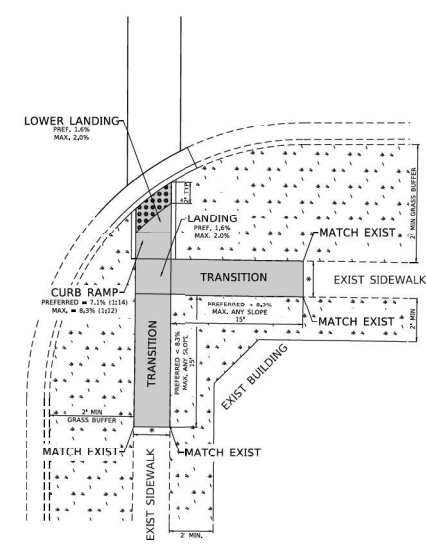 LOWER LANDING
PREF. 1.6%
MAX. 2.0%
4' TYP.
LANDING
PREF. 1.6%
MAX. 2.0%
2' MIN GRASS BUFFER
MATCH EXIST
TRANSITION
*
EXIST SIDEWALK
CURB RAMP
PREFERRED = 7.1% (1:14)
MAX. = 8.3% (1:12)
PREFERRED < 8.3%
MAX. ANY SLOPE
15'
MATCH EXIST
2' MIN
TRANSITION
PREFERRED < 8.3%
MAX. ANY SLOPE
15'
EXIST BUILDING
2' MIN
GRASS BUFFER
MATCH EXIST
*
MATCH EXIST
EXIST SIDEWALK
2' MIN.